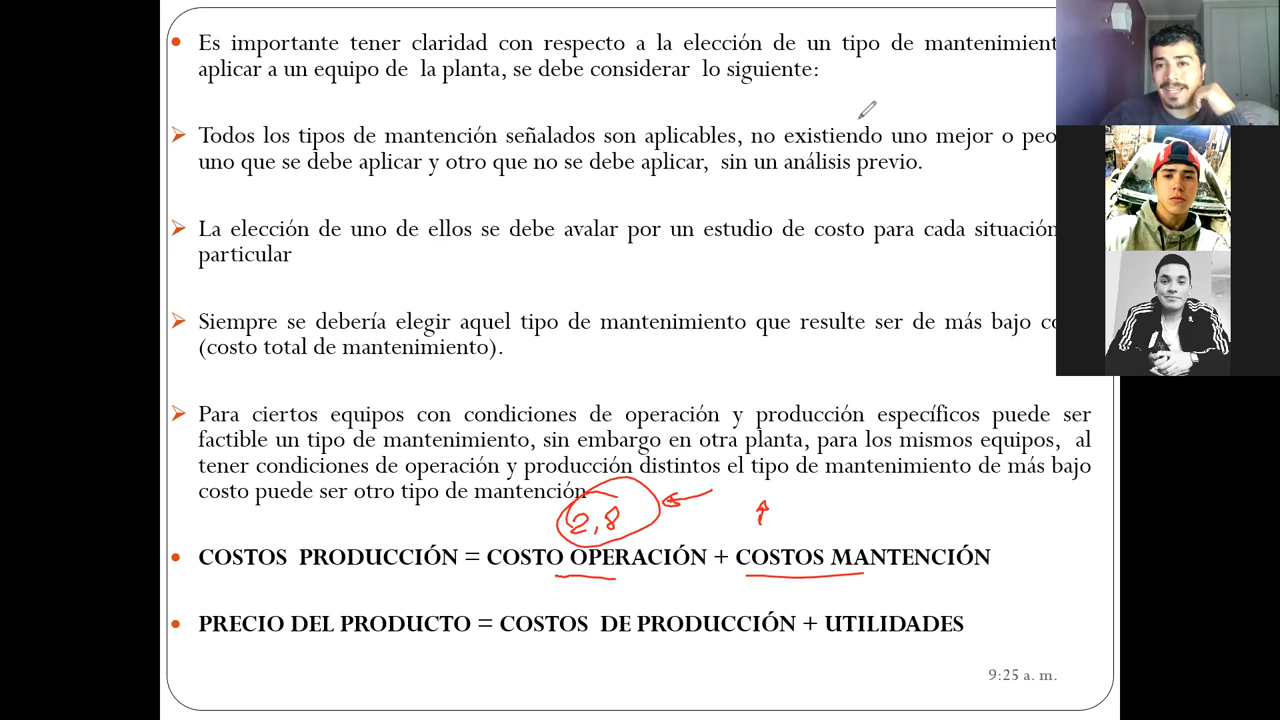 Es importante tener claridad con respecto a la elección de un tipo de mantenimient
aplicar a un equipo de la planta, se debe considerar lo siguiente:
Todos los tipos de mantención señalados son aplicables, no existiendo uno mejor o peo
uno que se debe aplicar y otro que no se debe aplicar, sin un análisis previo.
La elección de uno de ellos se debe avalar por un estudio de costo para cada situación
particular
Siempre se debería elegir aquel tipo de mantenimiento que resulte ser de más bajo co
(costo total de mantenimiento).
Para ciertos equipos con condiciones de operación y producción específicos puede ser
factible un tipo de mantenimiento, sin embargo en otra planta, para los mismos equipos, al
tener condiciones de operación y producción distintos el tipo de mantenimiento de más bajo
costo puede ser otro tipo de mantención
2,8
COSTOS PRODUCCIÓN = COSTO OPERACIÓN + COSTOS MANTENCIÓN
PRECIO DEL PRODUCTO = COSTOS DE PRODUCCIÓN + UTILIDADES
9:25 a. m.